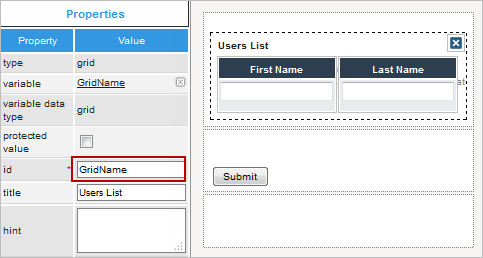 Properties
Property Value
type grid
variable GridName
variable data type grid
protected value
id * GridName
title Users List
hint
Users List
First Name Last Name
Submit